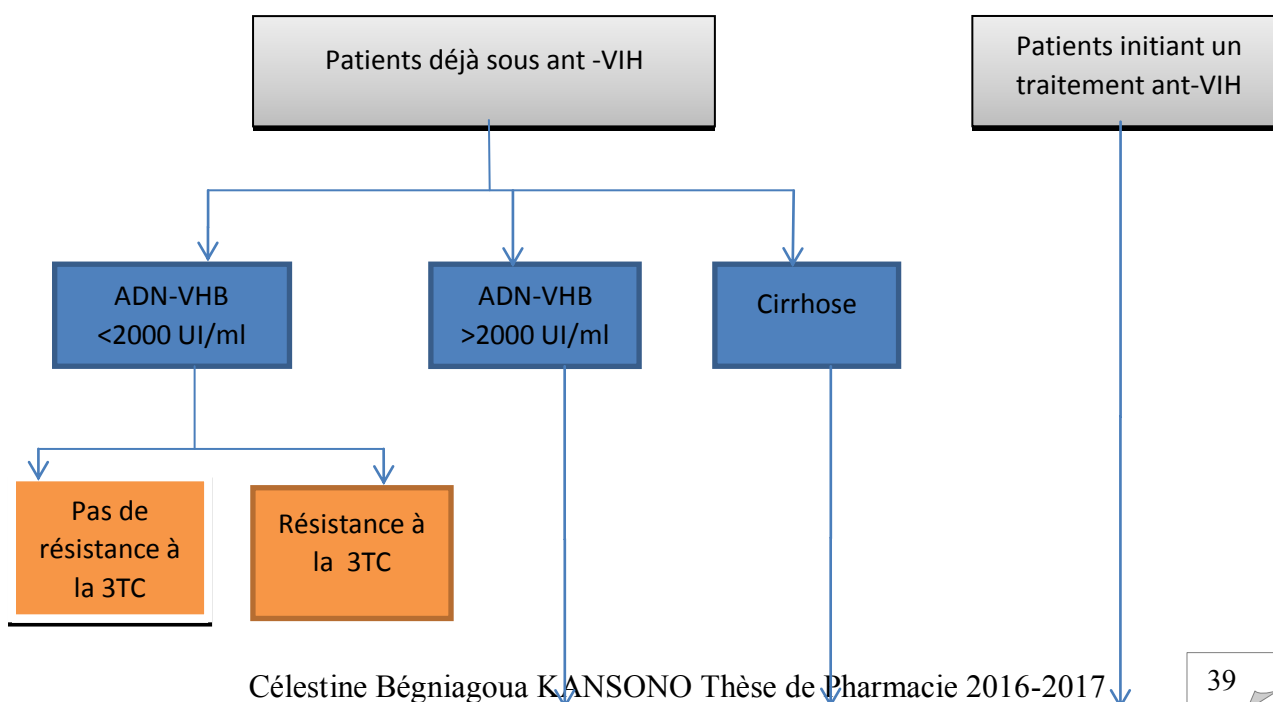 Patients déjà sous ant -VIH
Patients initiant un
traitement ant-VIH
ADN-VHB
<2000 UI/ml
ADN-VHB
>2000 UI/ml
Cirrhose
Pas de
résistance à
la 3TC
Résistance à
la 3TC
Célestine Bégniagoua KANSONO Thèse de Pharmacie 2016-2017
39